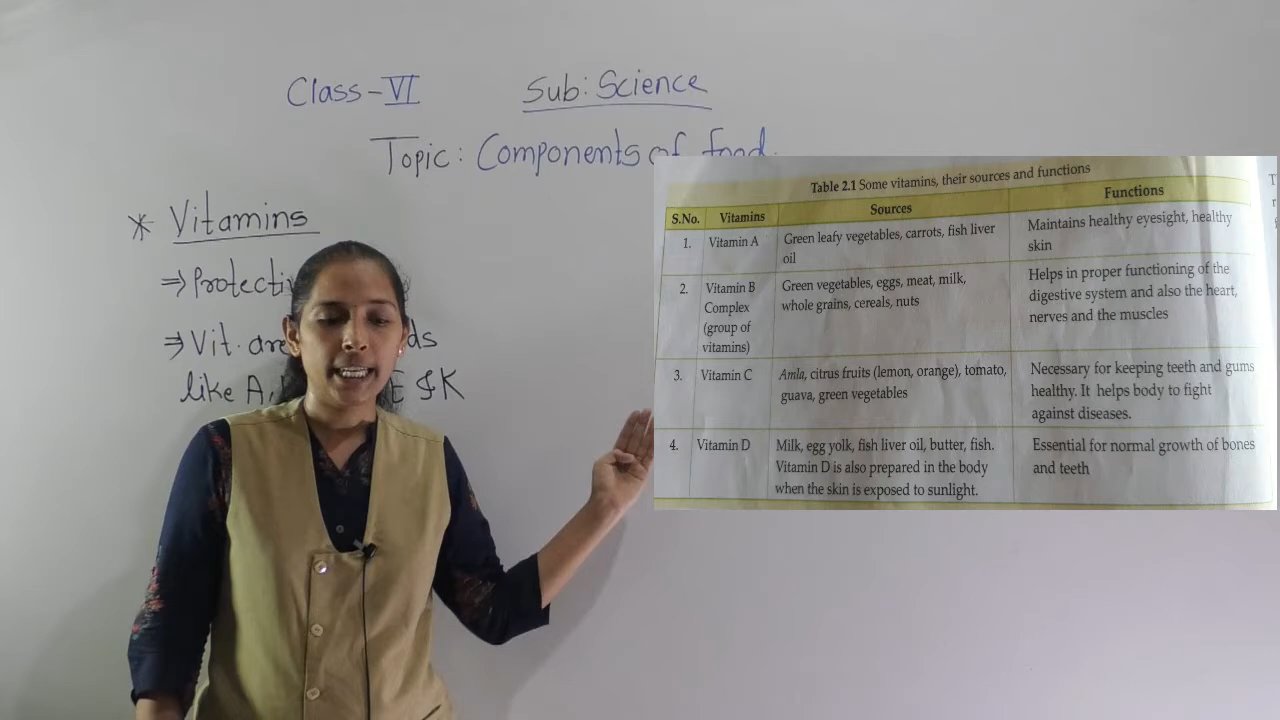 Class-VI
Sub: Science
Topic: Components of food.
* Vitamins
⇒
⇒ Vit. are
like A, E & K
Table 2.1 Some vitamins, their sources and functions
S.No. Vitamins Sources Functions
1. Vitamin A Green leafy vegetables, carrots, fish liver Maintains healthy eyesight, healthy
oil skin
2. Vitamin B Green vegetables, eggs, meat, milk, Helps in proper functioning of the
Complex whole grains, cereals, nuts digestive system and also the heart,
(group of nerves and the muscles
vitamins)
3. Vitamin C Amla, citrus fruits (lemon, orange), tomato, Necessary for keeping teeth and gums
guava, green vegetables healthy. It helps body to fight
against diseases.
4. Vitamin D Milk, egg yolk, fish liver oil, butter, fish. Essential for normal growth of bones
Vitamin D is also prepared in the body and teeth
when the skin is exposed to sunlight.